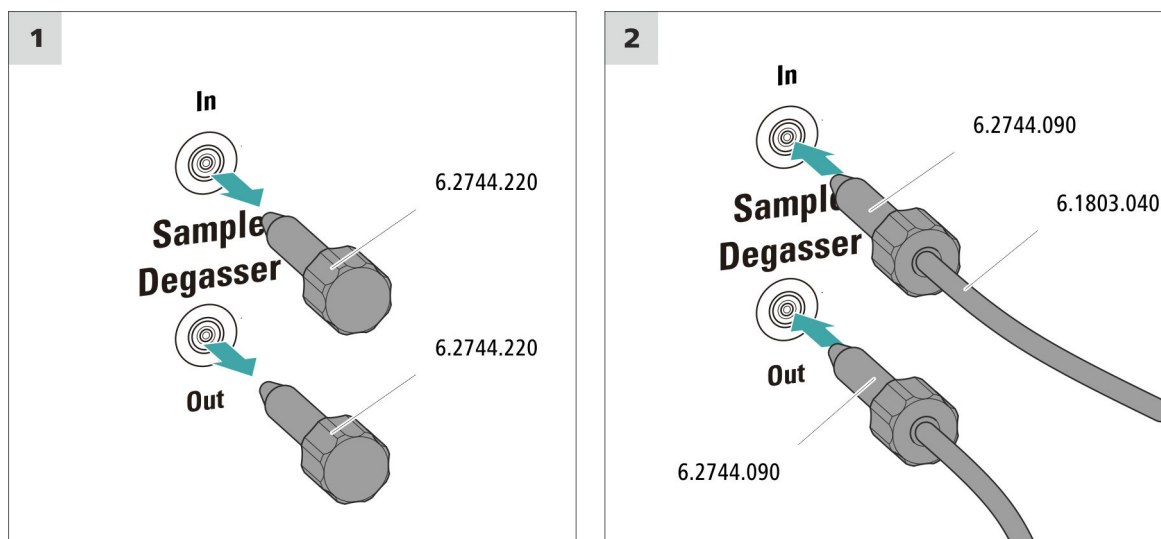 1
In
6.2744.220
Sample
Degasser
6.2744.220
Out
2
In
6.2744.090
6.1803.040
Sample
Degasser
Out
6.2744.090